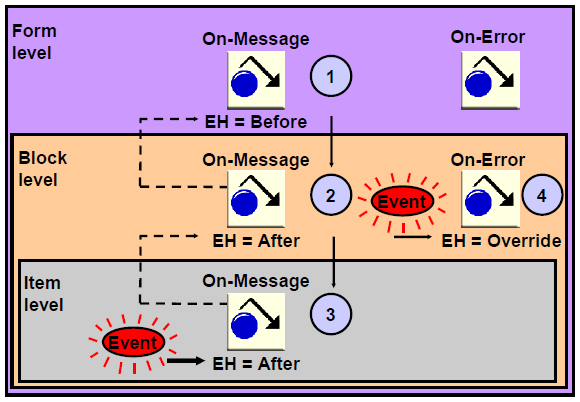 Form
level
On-Message
On-Error
1
EH = Before
Block
level
On-Message
On-Error
2
Event
4
EH = After
EH = Override
Item
level
On-Message
3
Event
EH = After